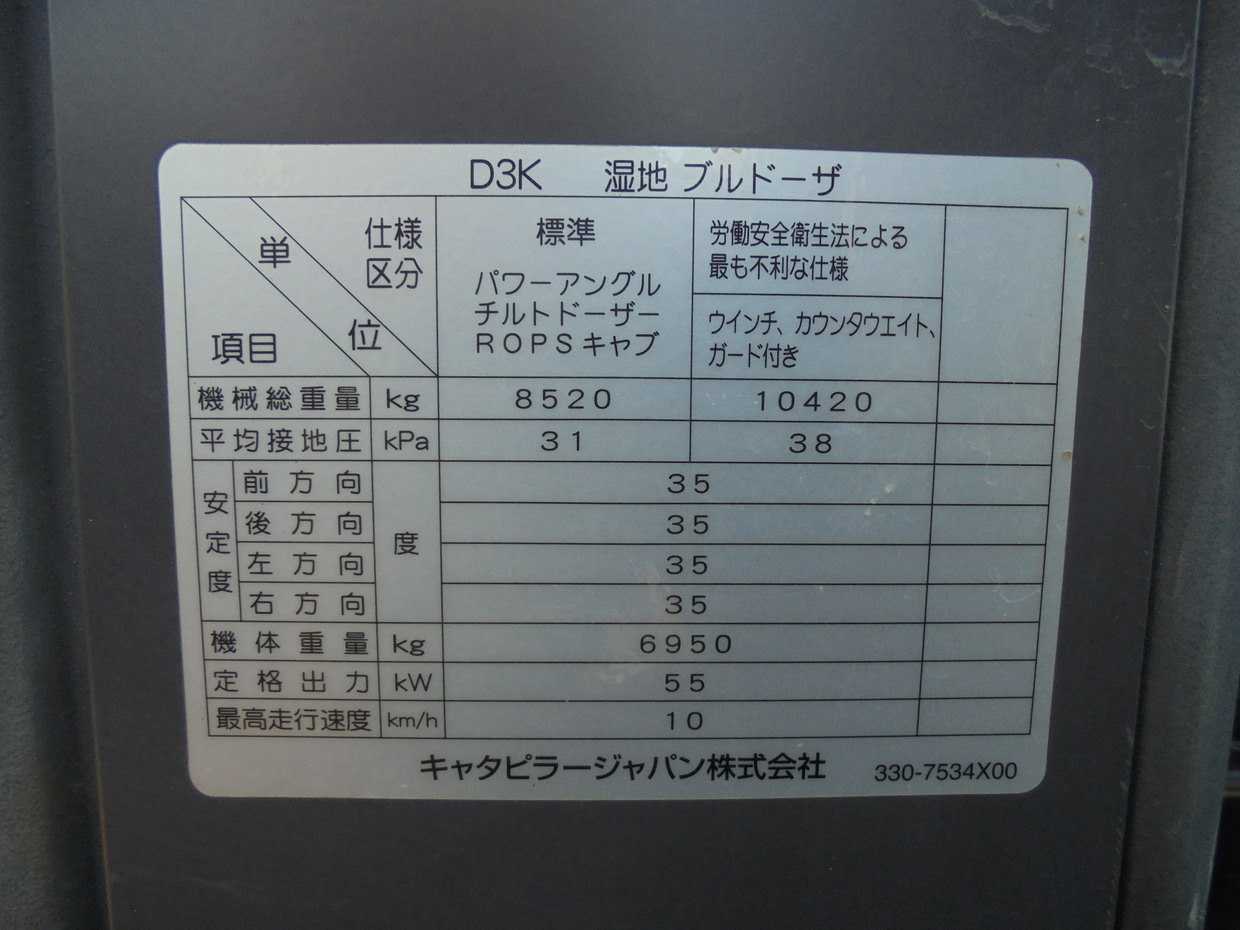 D3K 湿地 ブルドーザ
単位
仕様
区分
項目
標準
パワーアングル
チルトドーザー
ROPSキャブ
労働安全衛生法による
最も不利な仕様
ウインチ、カウンタウエイト、
ガード付き
機械総重量 kg 8520 10420
平均接地圧 kPa 31 38
安定度 度
前方向 35
後方向 35
左方向 35
右方向 35
機体重量 kg 6950
定格出力 kW 55
最高走行速度 km/h 10
キャタピラージャパン株式会社 330-7534X00